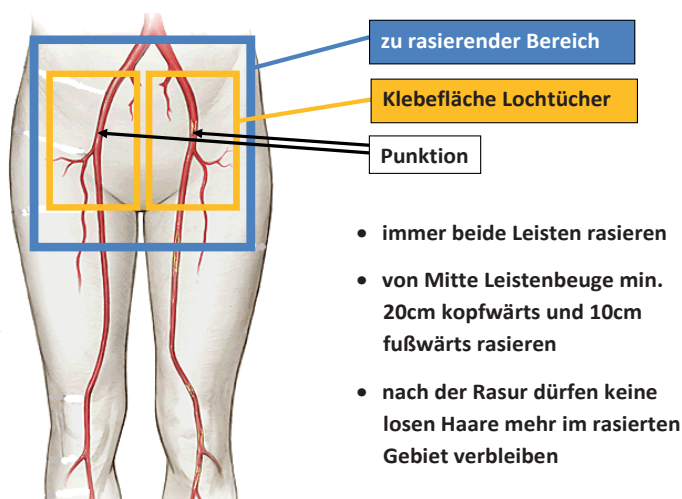 zu rasierender Bereich
Klebefläche Lochtücher
Punktion
• immer beide Leisten rasieren
• von Mitte Leistenbeuge min.
20cm kopfwärts und 10cm
fußwärts rasieren
• nach der Rasur dürfen keine
losen Haare mehr im rasierten
Gebiet verbleiben